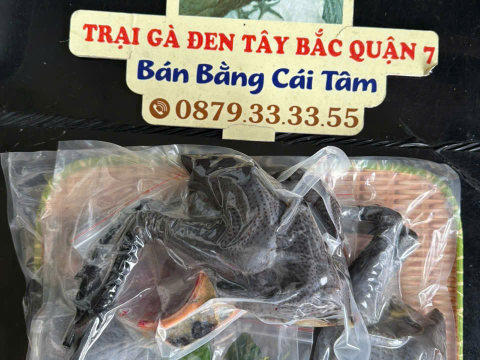 TRẠI GÀ ĐEN TÂY BẮC QUẬN 7
Bán Bằng Cái Tâm
0879.33.33.55